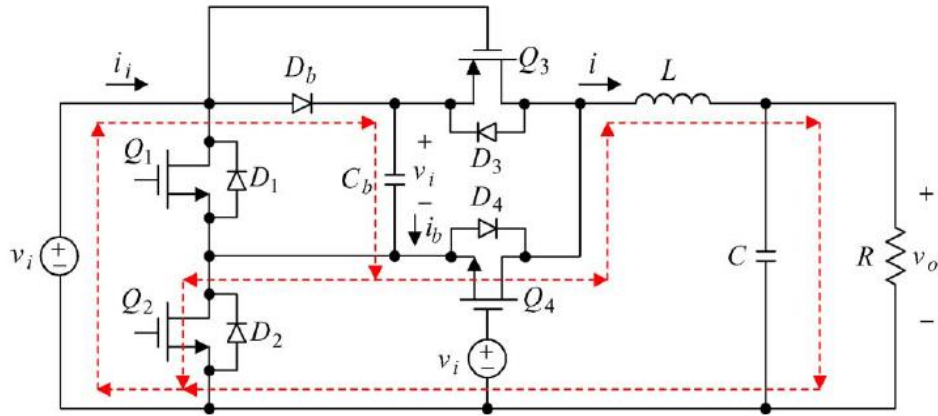 i_i
D_b
Q_3
i
L
Q_1
D_1
C_b
+
v_i
−
D_3
D_4
i_b
v_i
+
−
Q_2
D_2
Q_4
v_i
+
−
C
R
+
v_o
−